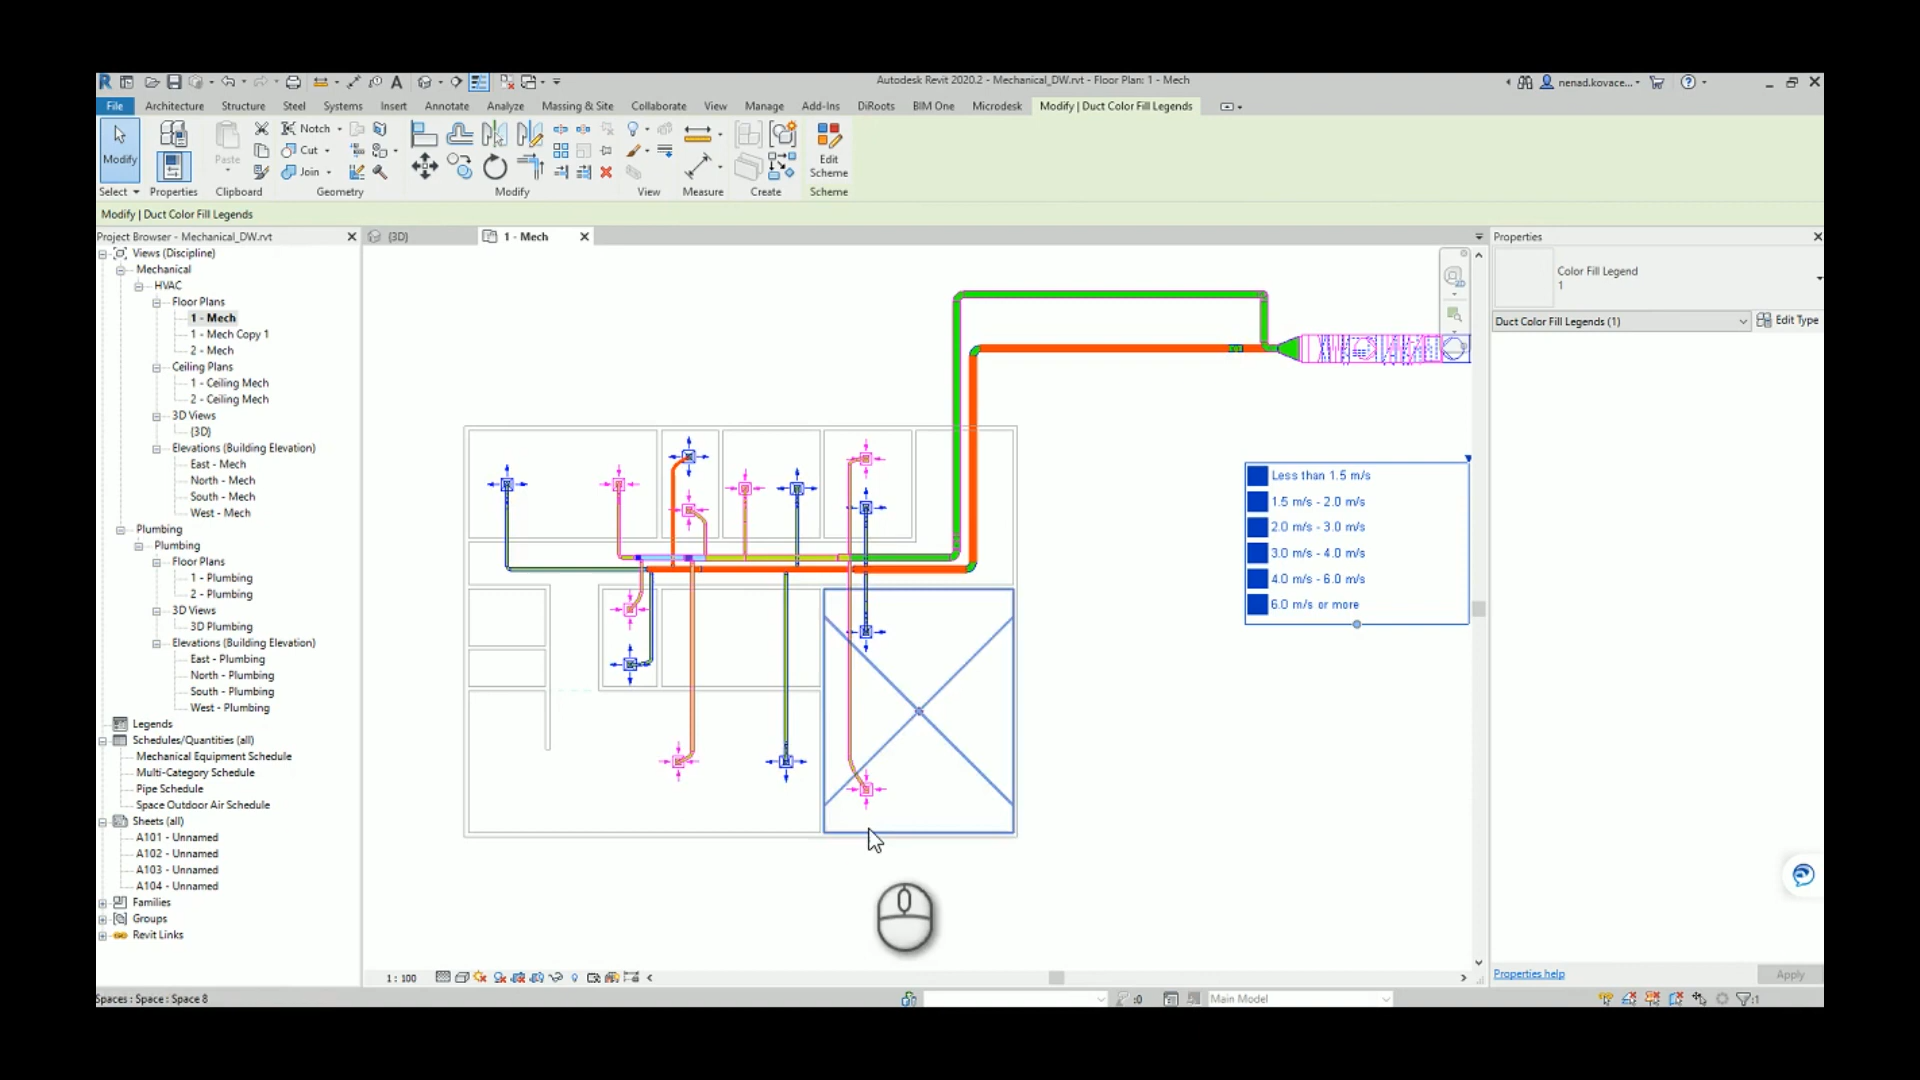 Autodesk Revit 2020.2 - Mechanical_DW.rvt - Floor Plan: 1 - Mech
nenad.kovace...
File Architecture Structure Steel Systems Insert Annotate Analyze Massing & Site Collaborate View Manage Add-Ins DiRoots BIM One Microdesk Modify | Duct Color Fill Legends
Notch
Modify Paste Cut Edit
Join Scheme
Select Properties Clipboard Geometry Modify View Measure Create Scheme
Modify | Duct Color Fill Legends
Project Browser - Mechanical_DW.rvt
{3D}
1 - Mech
Properties
Views (Discipline)
Mechanical
HVAC
Floor Plans
1 - Mech
1 - Mech Copy 1
2 - Mech
Ceiling Plans
1 - Ceiling Mech
2 - Ceiling Mech
3D Views
{3D}
Elevations (Building Elevation)
East - Mech
North - Mech
South - Mech
West - Mech
Plumbing
Plumbing
Floor Plans
1 - Plumbing
2 - Plumbing
3D Views
3D Plumbing
Elevations (Building Elevation)
East - Plumbing
North - Plumbing
South - Plumbing
West - Plumbing
Legends
Schedules/Quantities (all)
Mechanical Equipment Schedule
Multi-Category Schedule
Pipe Schedule
Space Outdoor Air Schedule
Sheets (all)
A101 - Unnamed
A102 - Unnamed
A103 - Unnamed
A104 - Unnamed
Families
Groups
Revit Links
Less than 1.5 m/s
1.5 m/s - 2.0 m/s
2.0 m/s - 3.0 m/s
3.0 m/s - 4.0 m/s
4.0 m/s - 6.0 m/s
6.0 m/s or more
Color Fill Legend
1
Duct Color Fill Legends (1)
Edit Type
Properties help
Apply
1 : 100
Spaces : Space : Space 8
:0
Main Model
:1